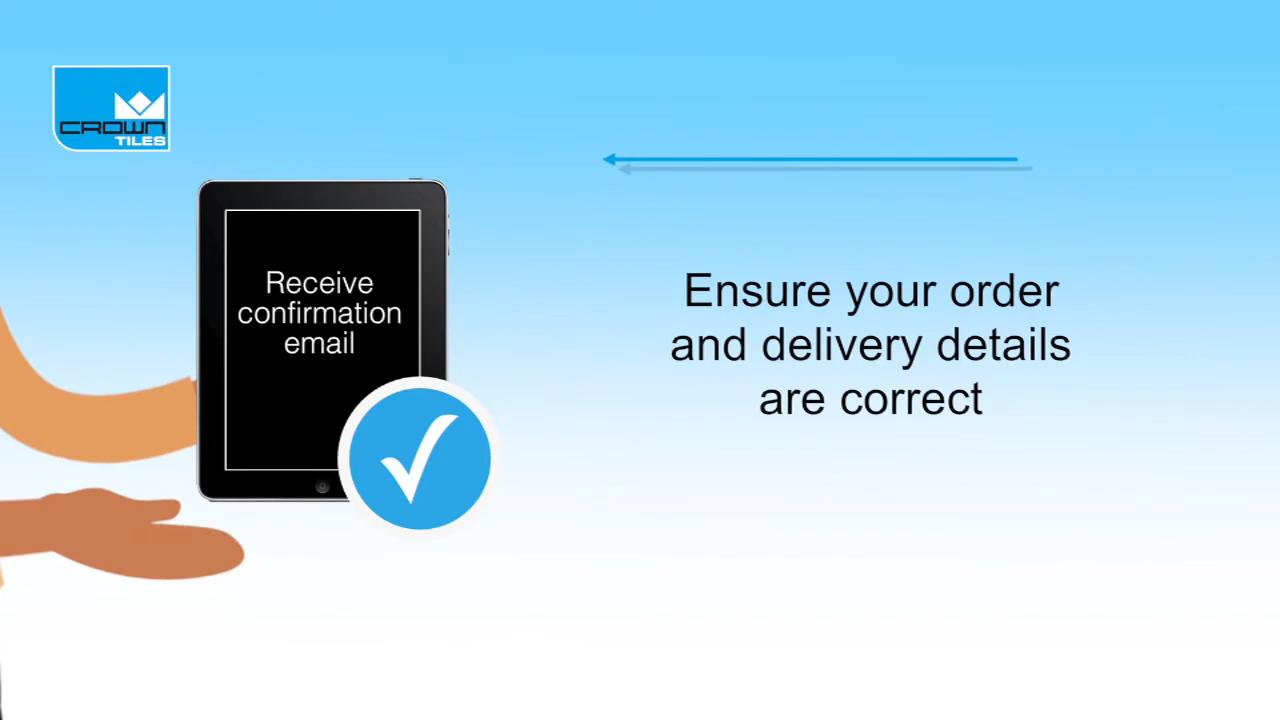 CROWN
TILES
Receive
confirmation
email
Ensure your order
and delivery details
are correct